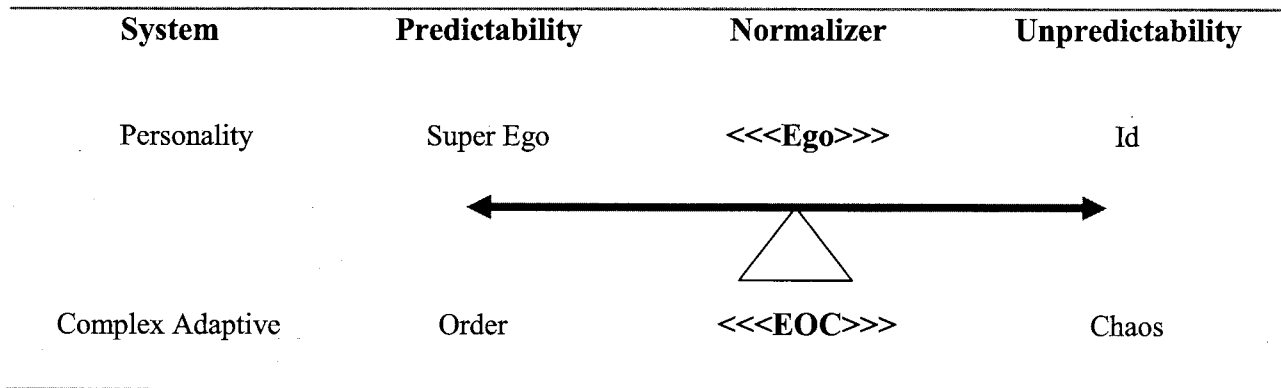 System Predictability Normalizer Unpredictability
Personality Super Ego <<<Ego>>> Id
Complex Adaptive Order <<<EOC>>> Chaos